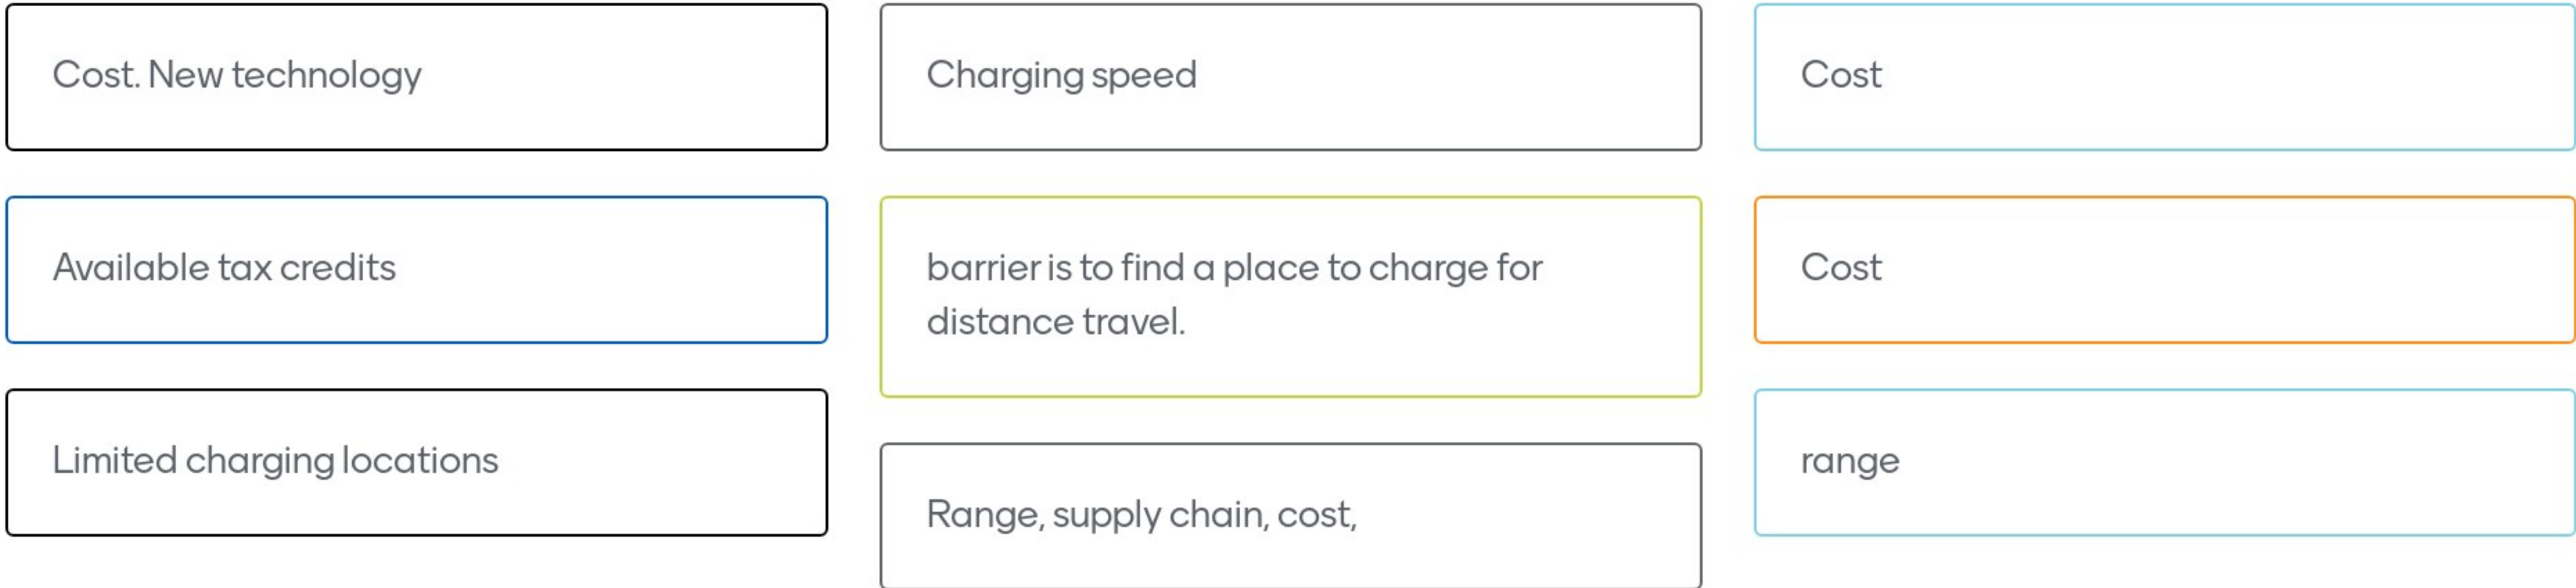 Cost. New technology
Charging speed
Cost
Available tax credits
barrier is to find a place to charge for
distance travel.
Cost
Limited charging locations
Range, supply chain, cost,
range